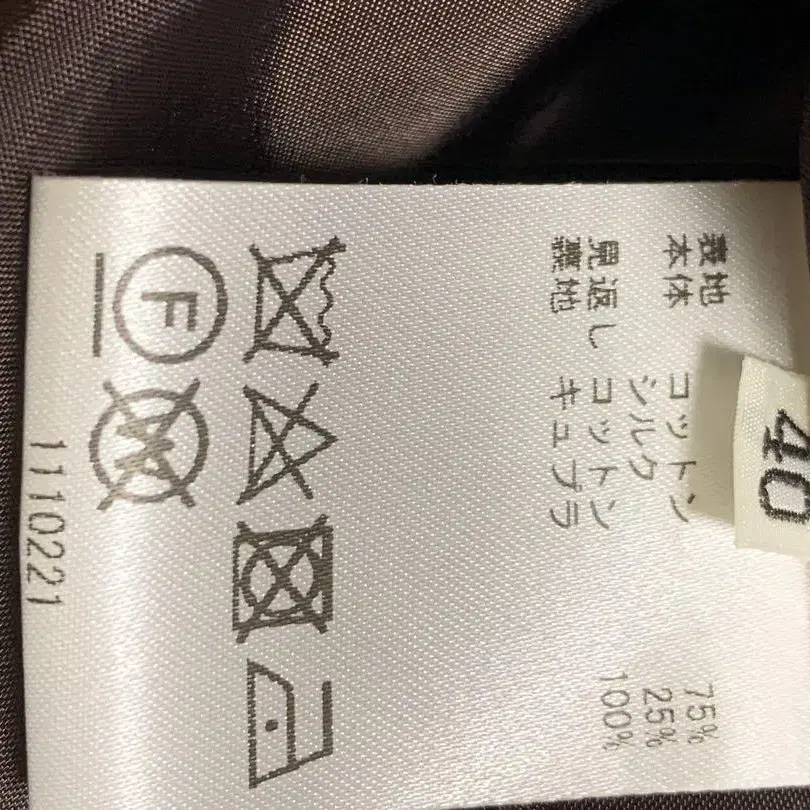 40
表地
本体 コットン 75%
シルク 25%
見返し コットン 100%
裏地 キュプラ
F W
1110221